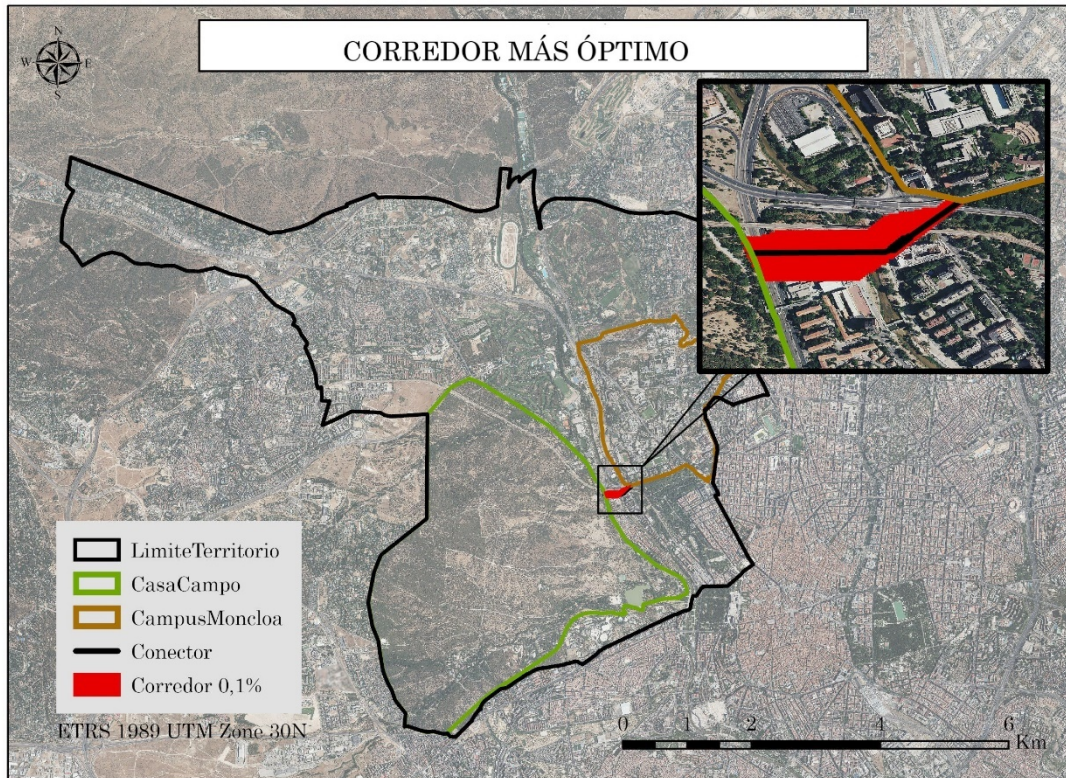 CORREDOR MÁS ÓPTIMO
N
W
E
S
LimiteTerritorio
CasaCampo
CampusMoncloa
Conector
Corredor 0,1%
ETRS 1989 UTM Zone 30N
0 1 2 4 6
Km